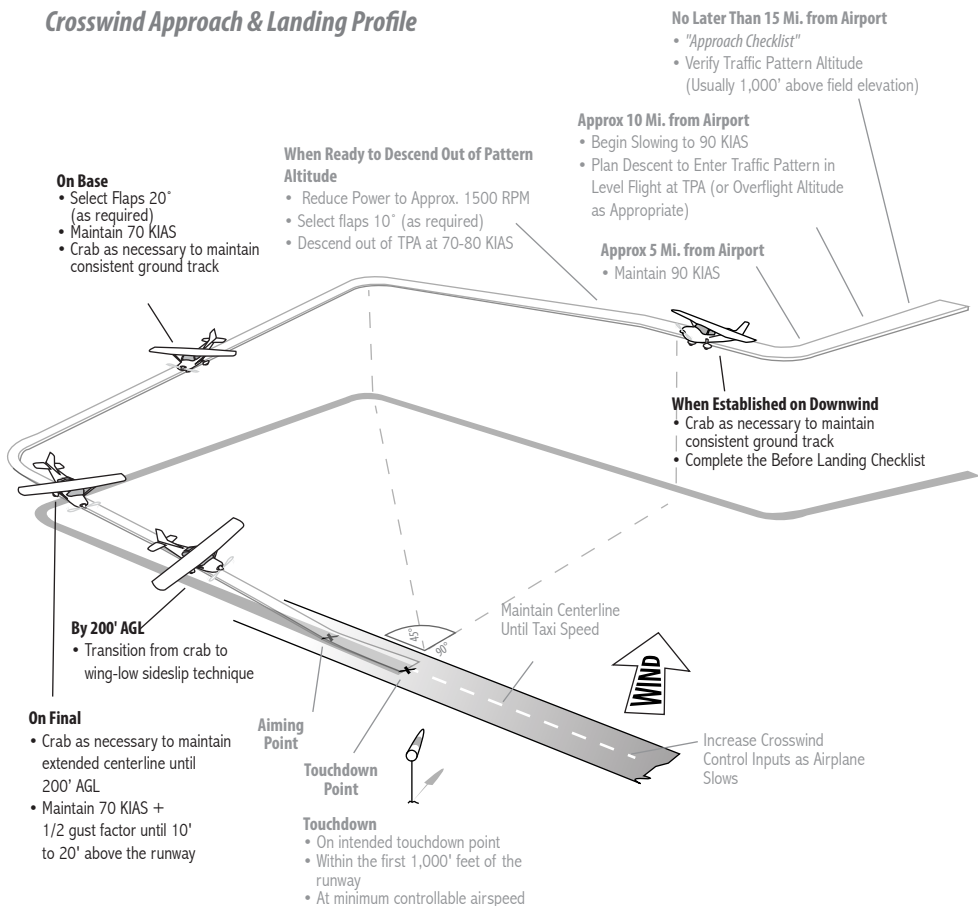 Crosswind Approach & Landing Profile
No Later Than 15 Mi. from Airport
• "Approach Checklist"
• Verify Traffic Pattern Altitude
(Usually 1,000’ above field elevation)
Approx 10 Mi. from Airport
• Begin Slowing to 90 KIAS
• Plan Descent to Enter Traffic Pattern in
Level Flight at TPA (or Overflight Altitude
as Appropriate)
When Ready to Descend Out of Pattern
Altitude
• Reduce Power to Approx. 1500 RPM
• Select flaps 10˚ (as required)
• Descend out of TPA at 70-80 KIAS
On Base
• Select Flaps 20˚
(as required)
• Maintain 70 KIAS
• Crab as necessary to maintain
consistent ground track
Approx 5 Mi. from Airport
• Maintain 90 KIAS
When Established on Downwind
• Crab as necessary to maintain
consistent ground track
• Complete the Before Landing Checklist
Maintain Centerline
Until Taxi Speed
45°
90°
By 200' AGL
• Transition from crab to
wing-low sideslip technique
WIND
On Final
• Crab as necessary to maintain
extended centerline until
200’ AGL
• Maintain 70 KIAS +
1/2 gust factor until 10'
to 20' above the runway
Aiming
Point
Touchdown
Point
Increase Crosswind
Control Inputs as Airplane
Slows
Touchdown
• On intended touchdown point
• Within the first 1,000' feet of the
runway
• At minimum controllable airspeed